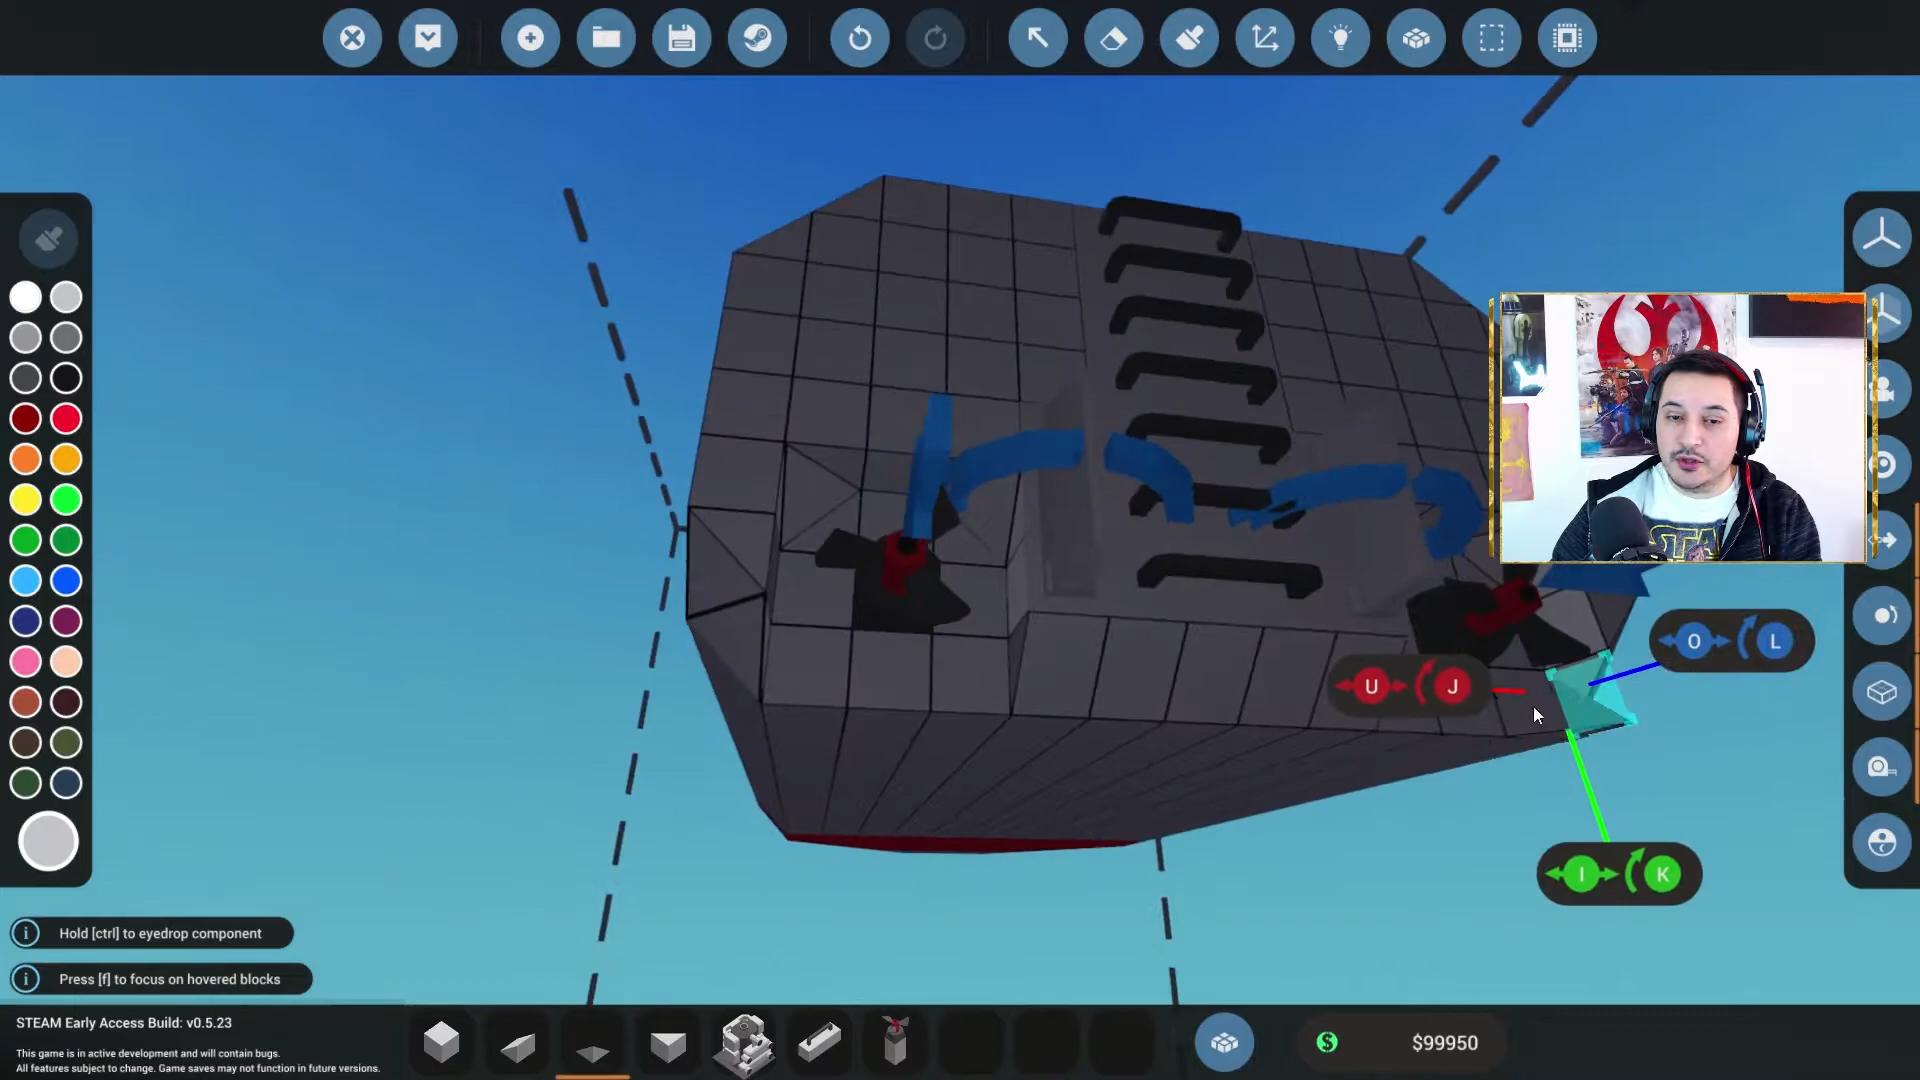 O
L
U
J
I
K
Hold [ctrl] to eyedrop component
Press [f] to focus on hovered blocks
STEAM Early Access Build: v0.5.23
This game is in active development and will contain bugs.
All features subject to change. Game saves may not function in future versions.
$
$99950